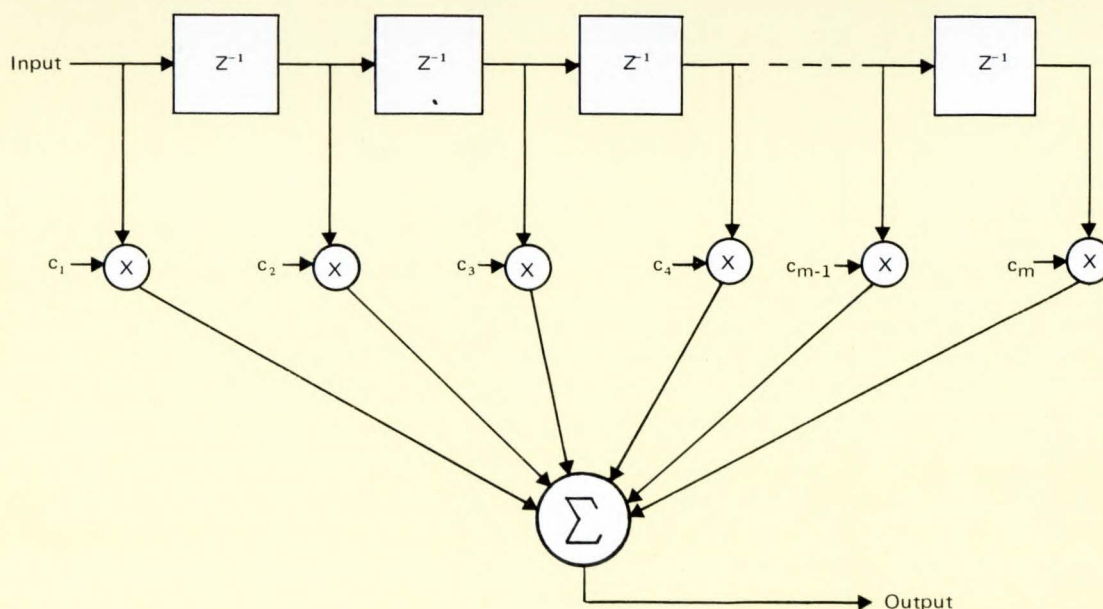 Input
Z⁻¹
Z⁻¹
Z⁻¹
Z⁻¹
c₁
X
c₂
X
c₃
X
c₄
X
cₘ₋₁
X
cₘ
X
Σ
Output